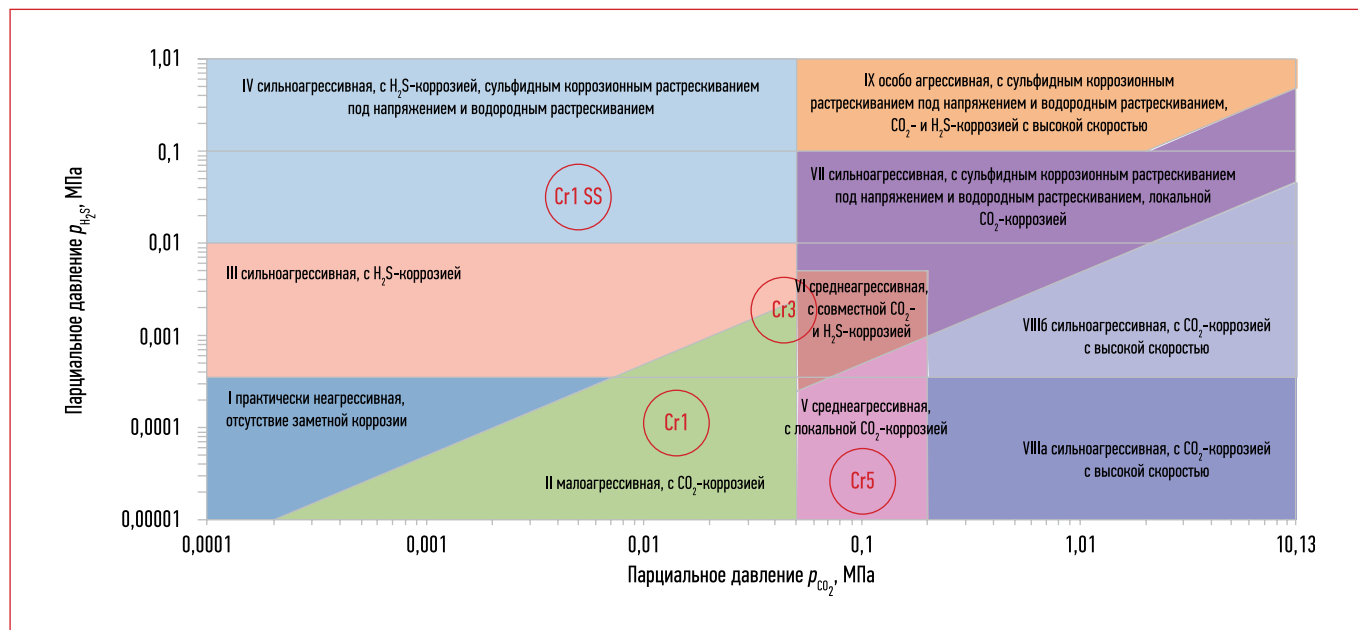 Парциальное давление p_H₂S, МПа
1,01
0,1
0,01
0,001
0,0001
0,00001
IV сильноагрессивная, с H₂S-коррозией, сульфидным коррозионным растрескиванием
под напряжением и водородным растрескиванием
Cr1 SS
III сильноагрессивная, с H₂S-коррозией
I практически неагрессивная,
отсутствие заметной коррозии
Cr3
Cr1
II малоагрессивная, с CO₂-коррозией
IX особо агрессивная, с сульфидным коррозионным
растрескиванием под напряжением и водородным растрескиванием,
CO₂- и H₂S-коррозией с высокой скоростью
VII сильноагрессивная, с сульфидным коррозионным растрескиванием
под напряжением и водородным растрескиванием, локальной
CO₂-коррозией
VI среднеагрессивная,
с совместной CO₂-
и H₂S-коррозией
VIIIб сильноагрессивная, с CO₂-коррозией
с высокой скоростью
V среднеагрессивная,
с локальной CO₂-коррозией
Cr5
VIIIа сильноагрессивная, с CO₂-коррозией
с высокой скоростью
0,0001
0,001
0,01
0,1
1,01
10,13
Парциальное давление p_CO₂, МПа